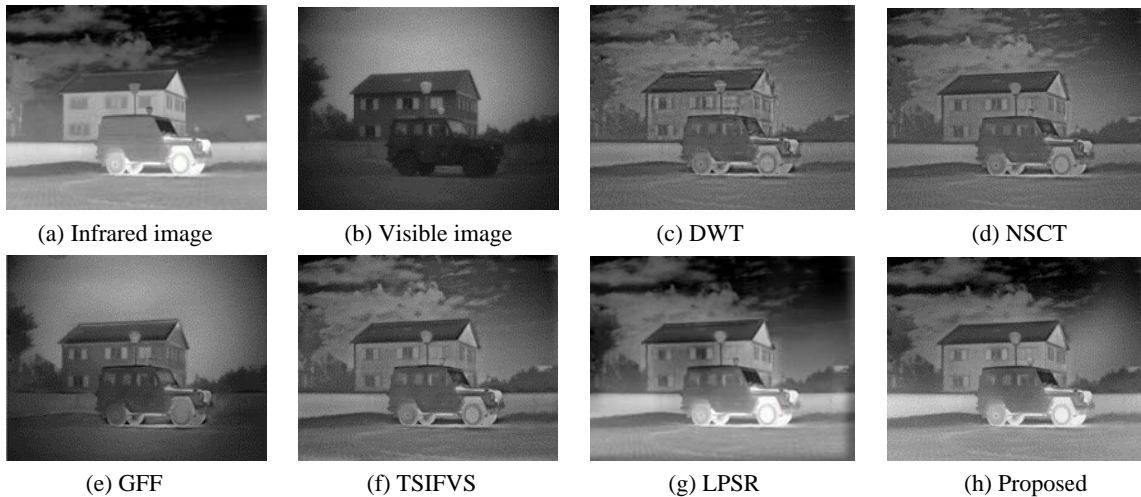 (a) Infrared image
(b) Visible image
(c) DWT
(d) NSCT
(e) GFF
(f) TSIFVS
(g) LPSR
(h) Proposed